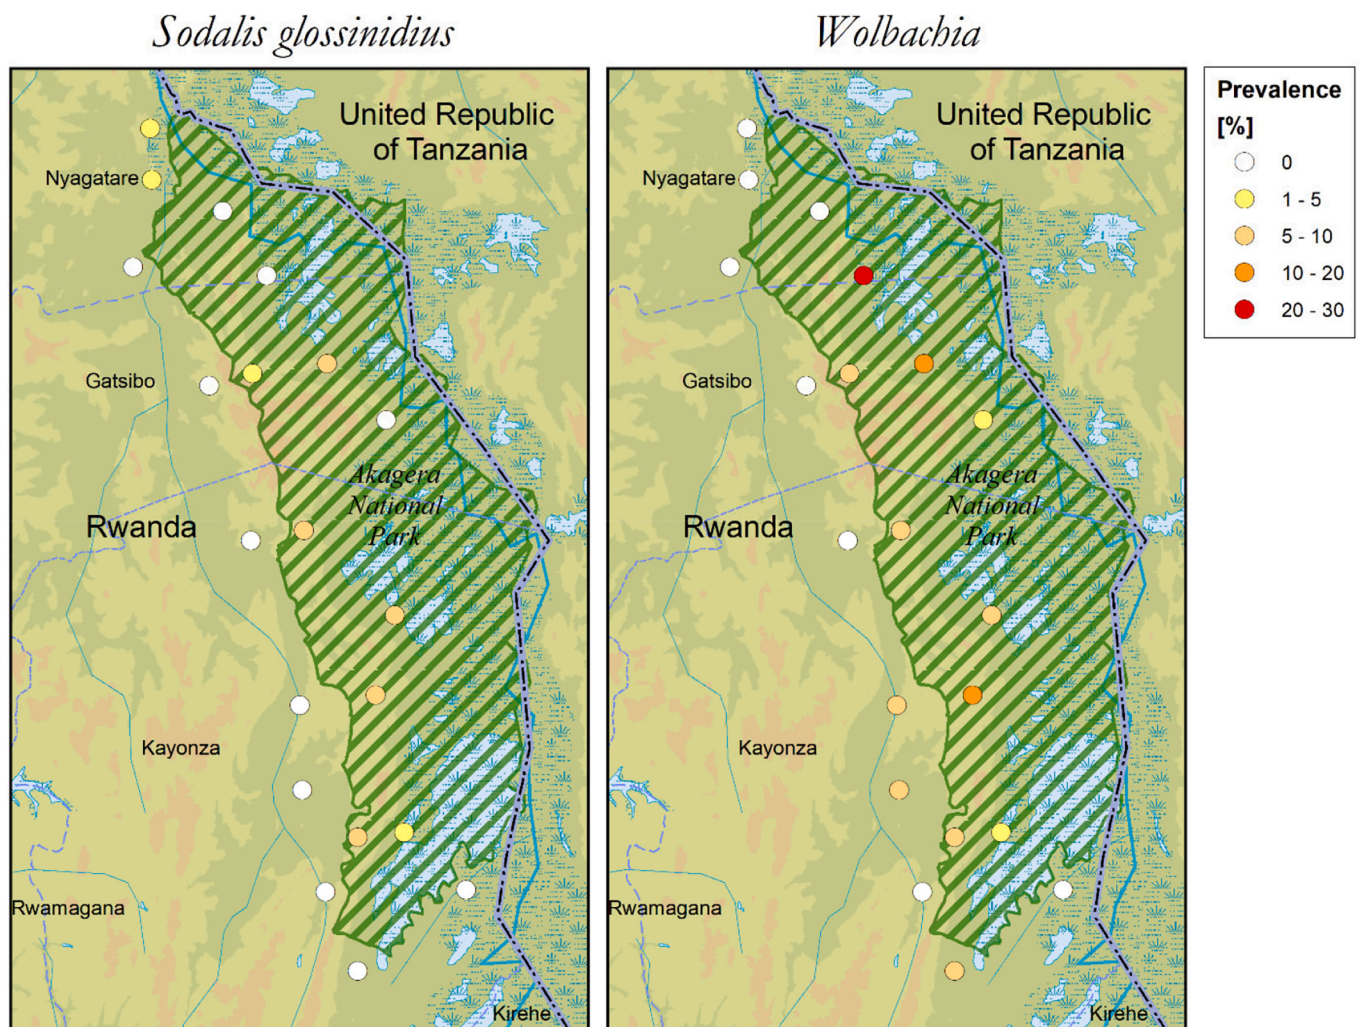 Sodalis glossinidius
Wolbachia
United Republic
of Tanzania
Nyagatare
Gatsibo
Akagera
National
Park
Rwanda
Kayonza
Rwamagana
Kirehe
United Republic
of Tanzania
Nyagatare
Gatsibo
Akagera
National
Park
Rwanda
Kayonza
Rwamagana
Kirehe
Prevalence
[%]
0
1 - 5
5 - 10
10 - 20
20 - 30